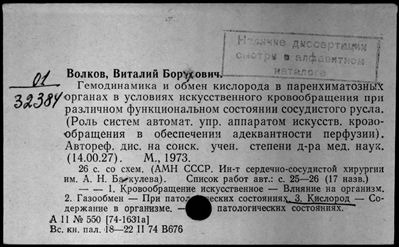 Наличие диссертации
смотри в алфавитном
каталоге
01
32384
Волков, Виталий Борухович.
Гемодинамика и обмен кислорода в паренхиматозных
органах в условиях искусственного кровообращения при
различном функциональном состоянии сосудистого русла.
(Роль систем автомат. упр. аппаратом искусств. крово-
обращения в обеспечении адекватности перфузии).
Автореф. дис. на соиск. учен. степени д-ра мед. наук.
(14.00.27). М., 1973.
26 с. со схем. (АМН СССР. Ин-т сердечно-сосудистой хирургии
им. А. Н. Бакулева). Список работ авт.: с. 25—26 (17 назв.)
— — 1. Кровообращение искусственное — Влияние на организм.
2. Газообмен — При патологических состояниях. 3. Кислород — Со-
держание в организме. — патологических состояниях.
А 11 № 550 [74-1631а]
Вс. кн. пал. 18—22 II 74 В676